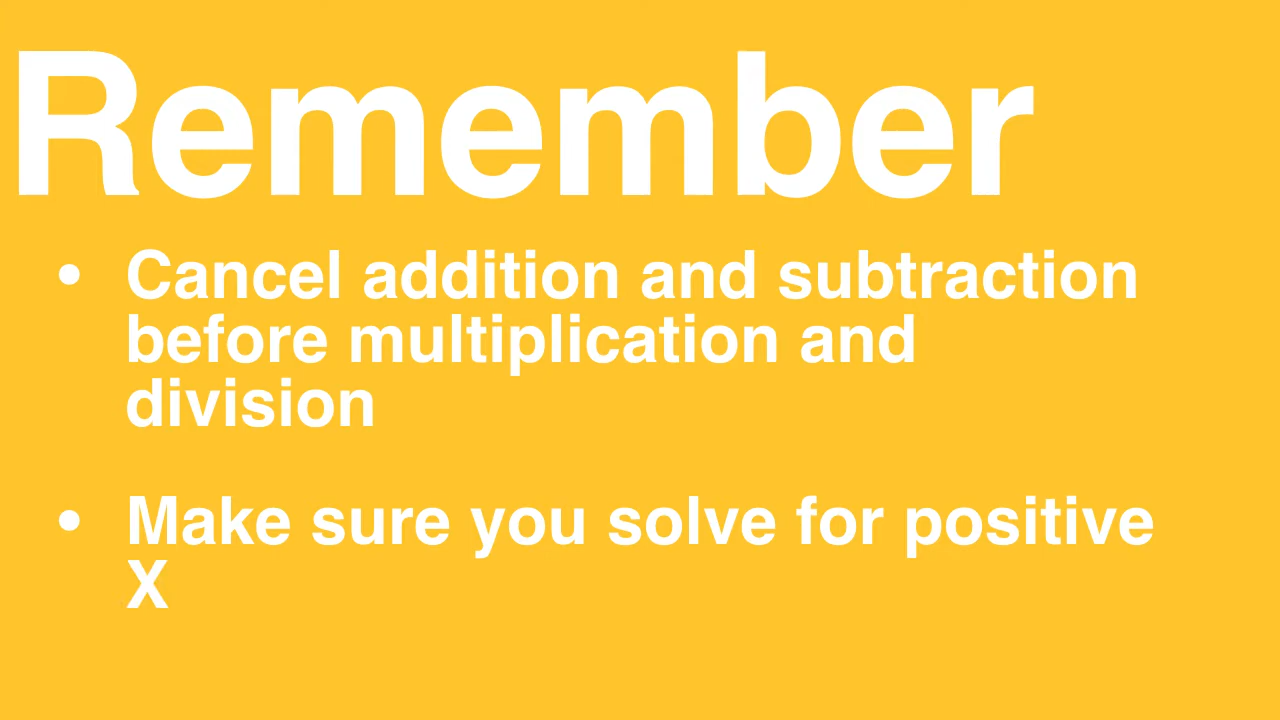 Remember
• Cancel addition and subtraction
before multiplication and
division
• Make sure you solve for positive
X